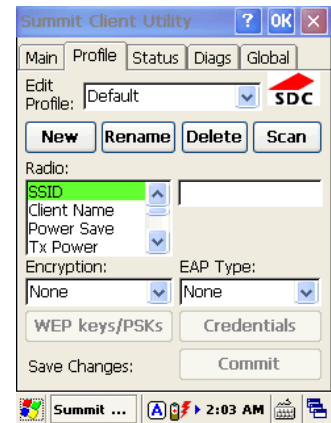 Summit Client Utility ? OK ×
Main Profile Status Diags Global
Edit
Profile: Default
SDC
New Rename Delete Scan
Radio:
SSID
Client Name
Power Save
Tx Power
Encryption: EAP Type:
None None
WEP keys/PSKs Credentials
Save Changes: Commit
Summit ... A 2:03 AM